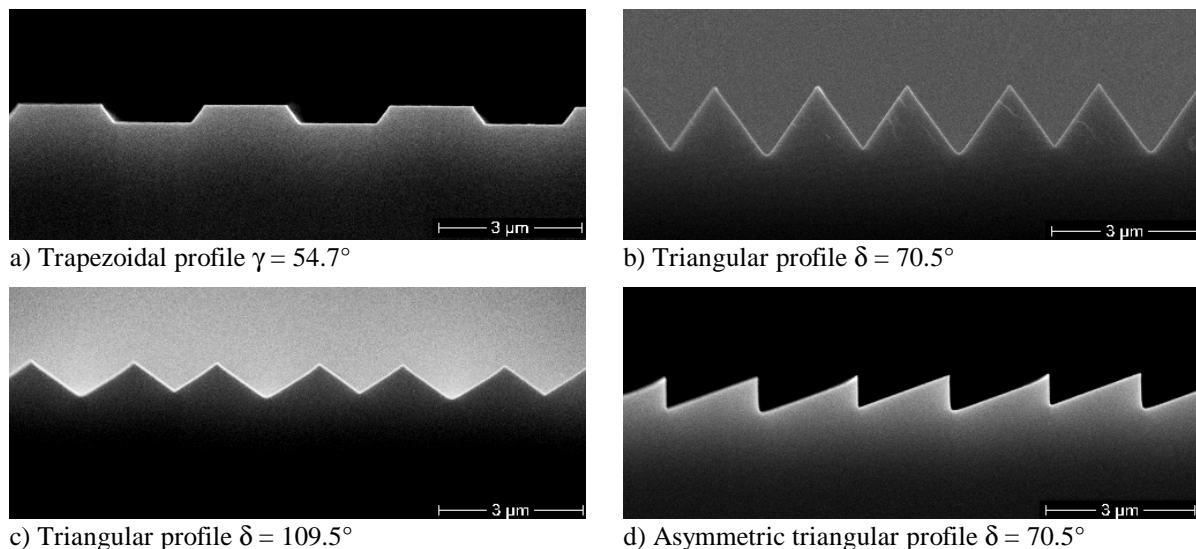 3 µm
3 µm
a) Trapezoidal profile γ = 54.7°
b) Triangular profile δ = 70.5°
3 µm
3 µm
c) Triangular profile δ = 109.5°
d) Asymmetric triangular profile δ = 70.5°